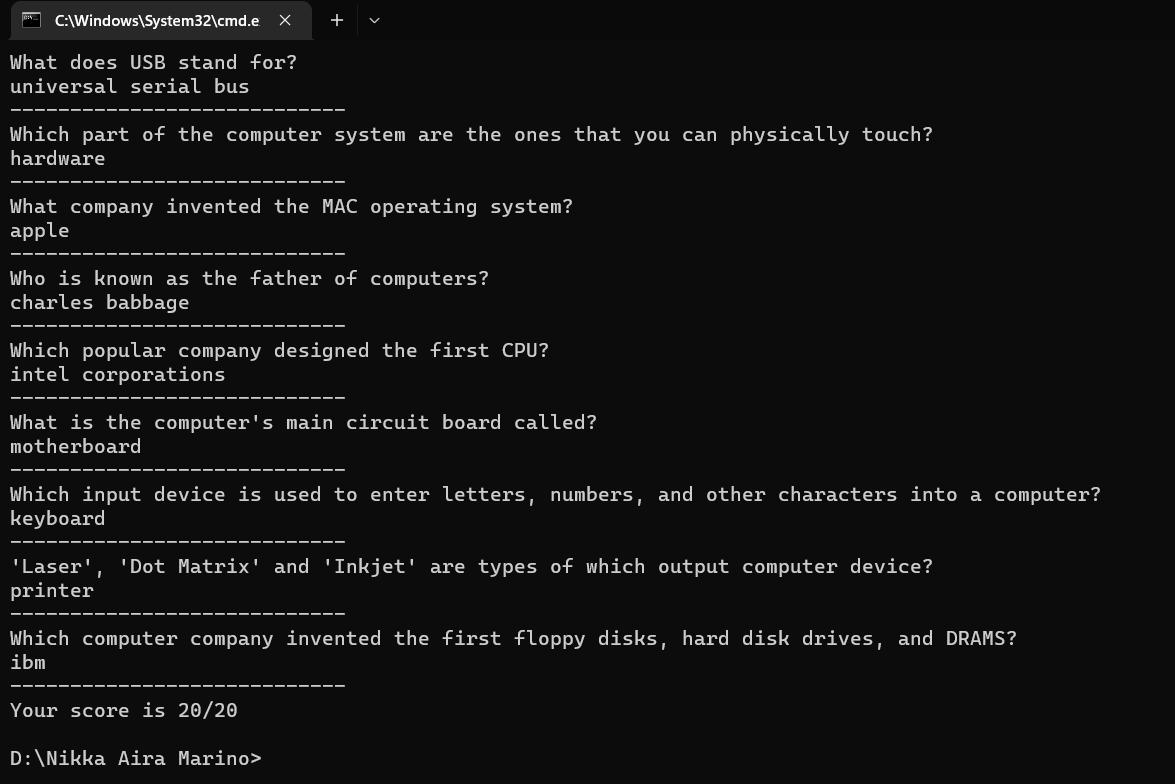 C:\Windows\System32\cmd.e
What does USB stand for?
universal serial bus
----------------------------
Which part of the computer system are the ones that you can physically touch?
hardware
----------------------------
What company invented the MAC operating system?
apple
----------------------------
Who is known as the father of computers?
charles babbage
----------------------------
Which popular company designed the first CPU?
intel corporations
----------------------------
What is the computer's main circuit board called?
motherboard
----------------------------
Which input device is used to enter letters, numbers, and other characters into a computer?
keyboard
----------------------------
'Laser', 'Dot Matrix' and 'Inkjet' are types of which output computer device?
printer
----------------------------
Which computer company invented the first floppy disks, hard disk drives, and DRAMS?
ibm
----------------------------
Your score is 20/20
D:\Nikka Aira Marino>